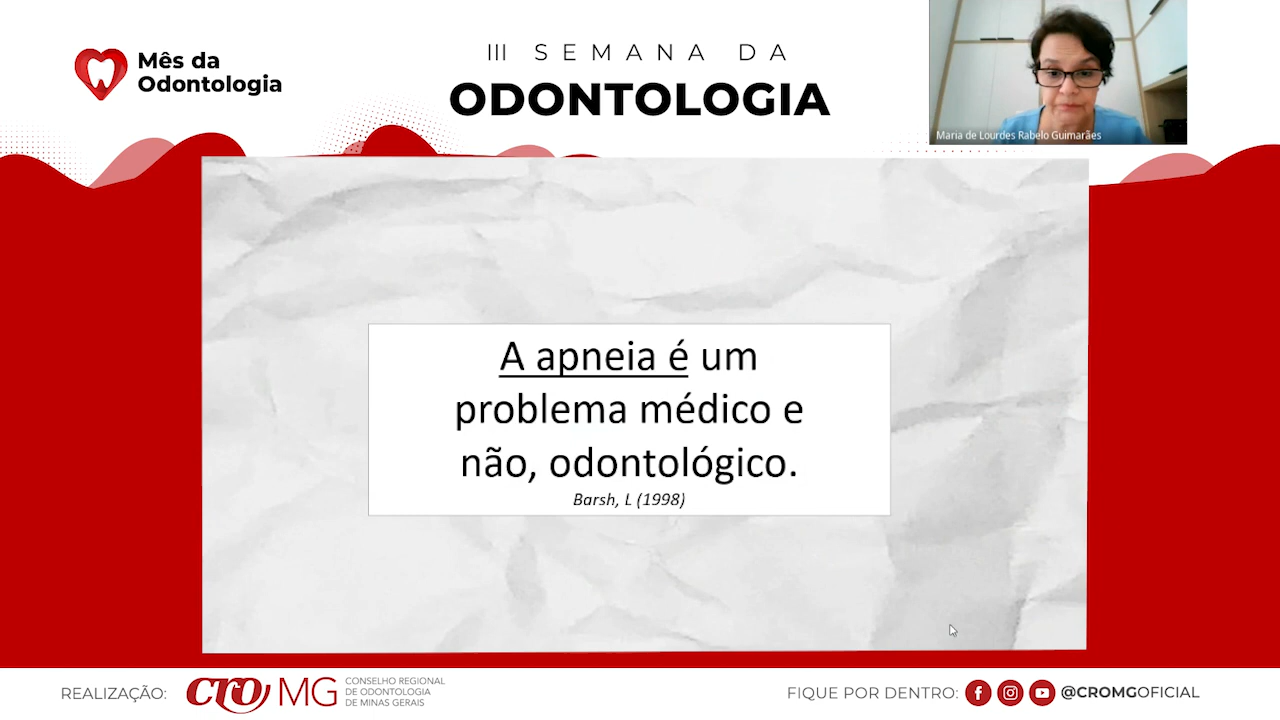 Mês da
Odontologia
III SEMANA DA
ODONTOLOGIA
Maria de Lourdes Rabelo Guimarães
A apneia é um
problema médico e
não, odontológico.
Barsh, L (1998)
REALIZAÇÃO:
cro MG
CONSELHO REGIONAL
DE ODONTOLOGIA
DE MINAS GERAIS
FIQUE POR DENTRO:
@CROMGOFICIAL